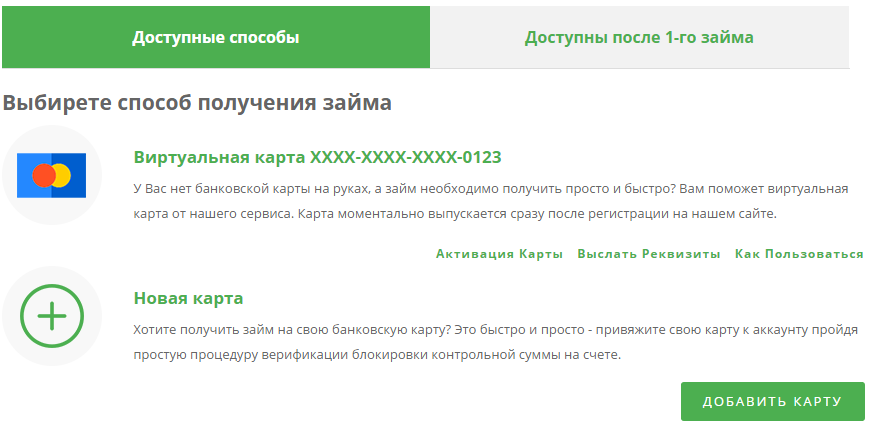 Доступные способы
Доступны после 1-го займа
Выбирете способ получения займа
Виртуальная карта XXXX-XXXX-XXXX-0123
У Вас нет банковской карты на руках, а займ необходимо получить просто и быстро? Вам поможет виртуальная
карта от нашего сервиса. Карта моментально выпускается сразу после регистрации на нашем сайте.
Активация Карты Выслать Реквизиты Как Пользоваться
Новая карта
Хотите получить займ на свою банковскую карту? Это быстро и просто - привяжите свою карту к аккаунту пройдя
простую процедуру верификации блокировки контрольной суммы на счете.
ДОБАВИТЬ КАРТУ